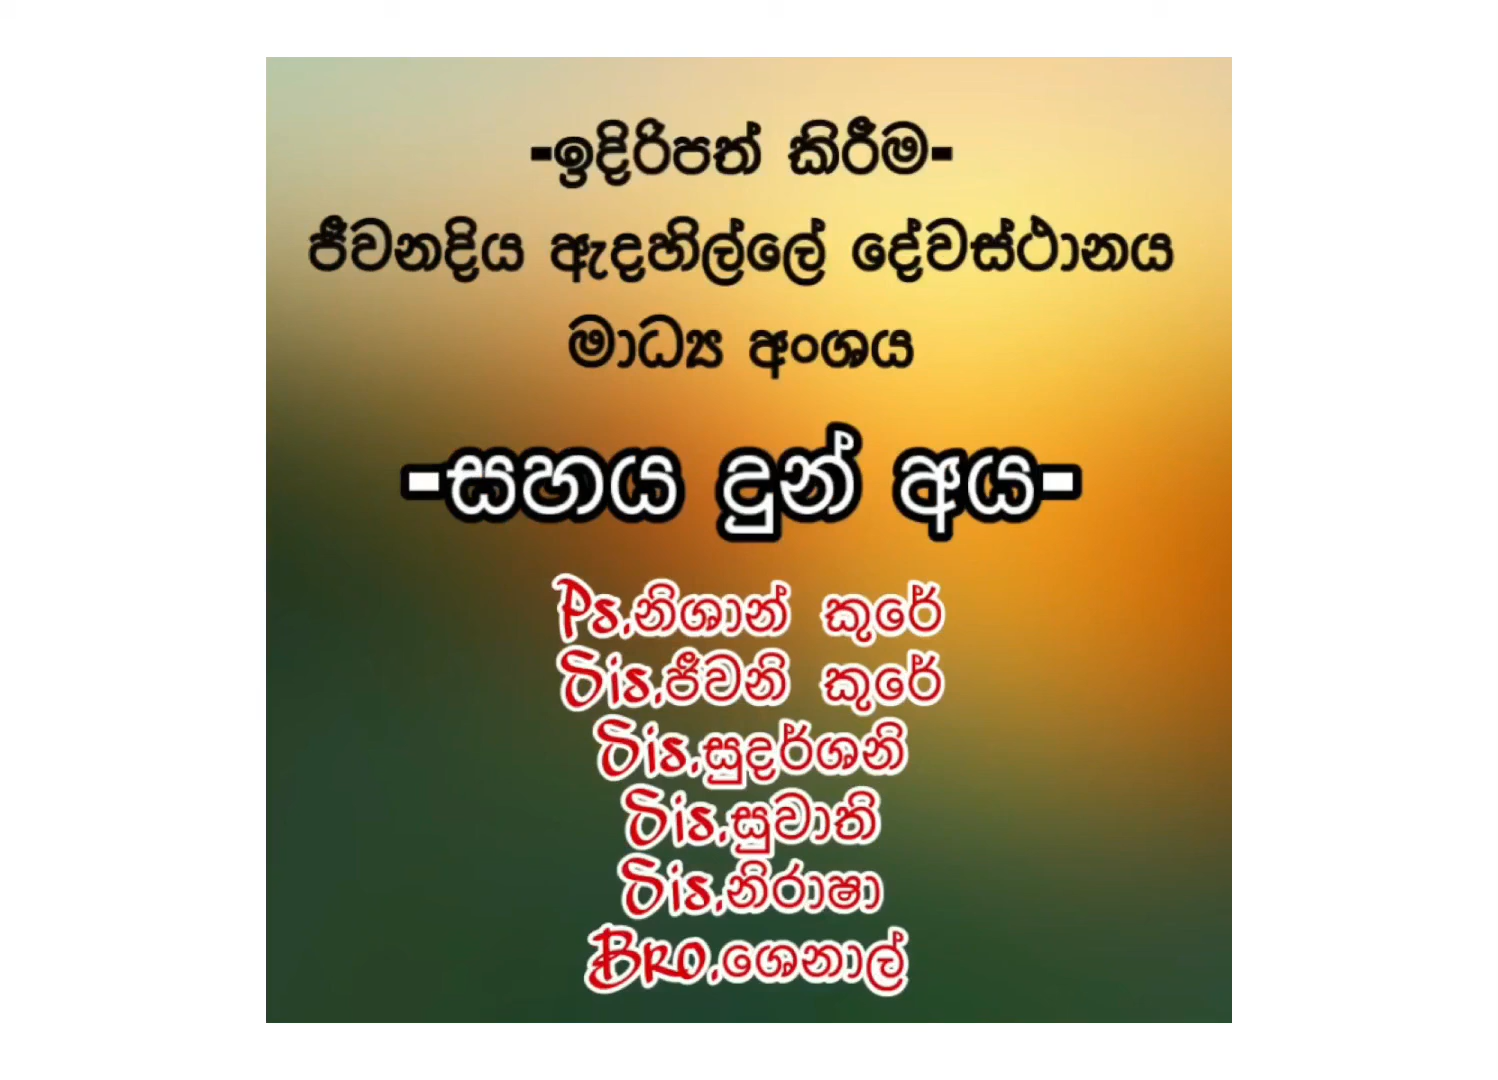 -ඉදිරිපත් කිරීම-
ජීවනදිය ඇදහිල්ලේ දේවස්ථානය
මාධ්‍ය අංශය
-සහය දුන් අය-
Ps.නිශාන් කුරේ
Sis.ජීවනි කුරේ
Sis.සුදර්ශනි
Sis.සුවාති
Sis.නිරාෂා
Bro.ශෙනාල්